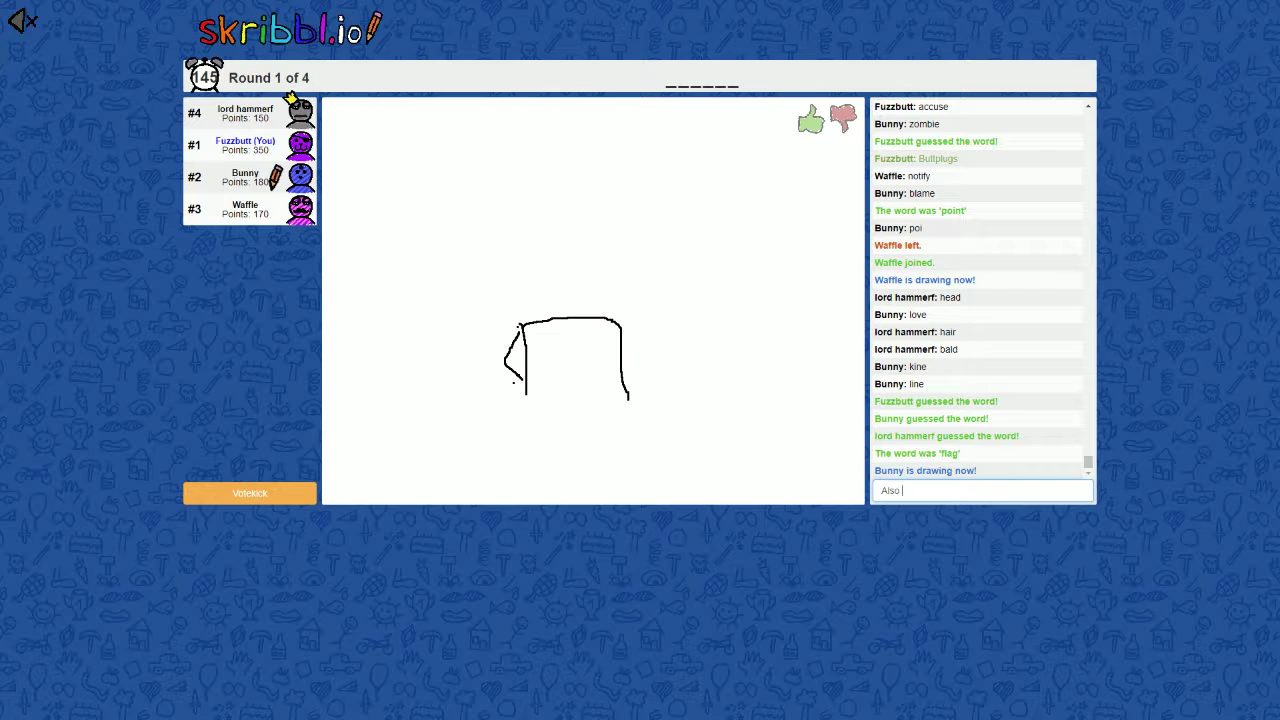 skribbl.io
145 Round 1 of 4
______
#4 lord hammerf
Points: 150
#1 Fuzzbutt (You)
Points: 350
#2 Bunny
Points: 180
#3 Waffle
Points: 170
Votekick
Fuzzbutt: accuse
Bunny: zombie
Fuzzbutt guessed the word!
Fuzzbutt: Buttplugs
Waffle: notify
Bunny: blame
The word was 'point'
Bunny: poi
Waffle left.
Waffle joined.
Waffle is drawing now!
lord hammerf: head
Bunny: love
lord hammerf: hair
lord hammerf: bald
Bunny: kine
Bunny: line
Fuzzbutt guessed the word!
Bunny guessed the word!
lord hammerf guessed the word!
The word was 'flag'
Bunny is drawing now!
Also